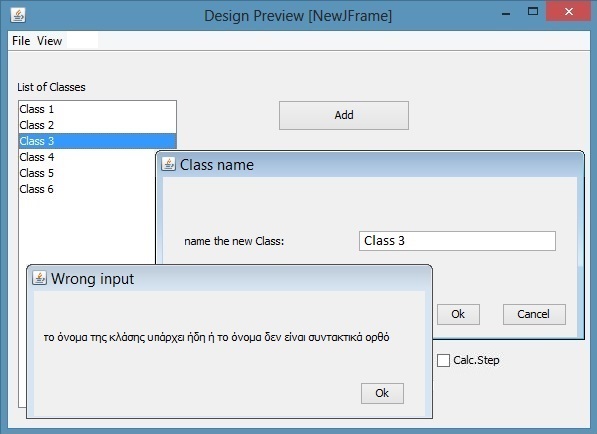 Design Preview [NewJFrame]
File View
List of Classes
Class 1
Class 2
Class 3
Class 4
Class 5
Class 6
Add
Class name
name the new Class:
Class 3
Ok
Cancel
Wrong input
το όνομα της κλάσης υπάρχει ήδη ή το όνομα δεν είναι συντακτικά ορθό
Ok
Calc.Step